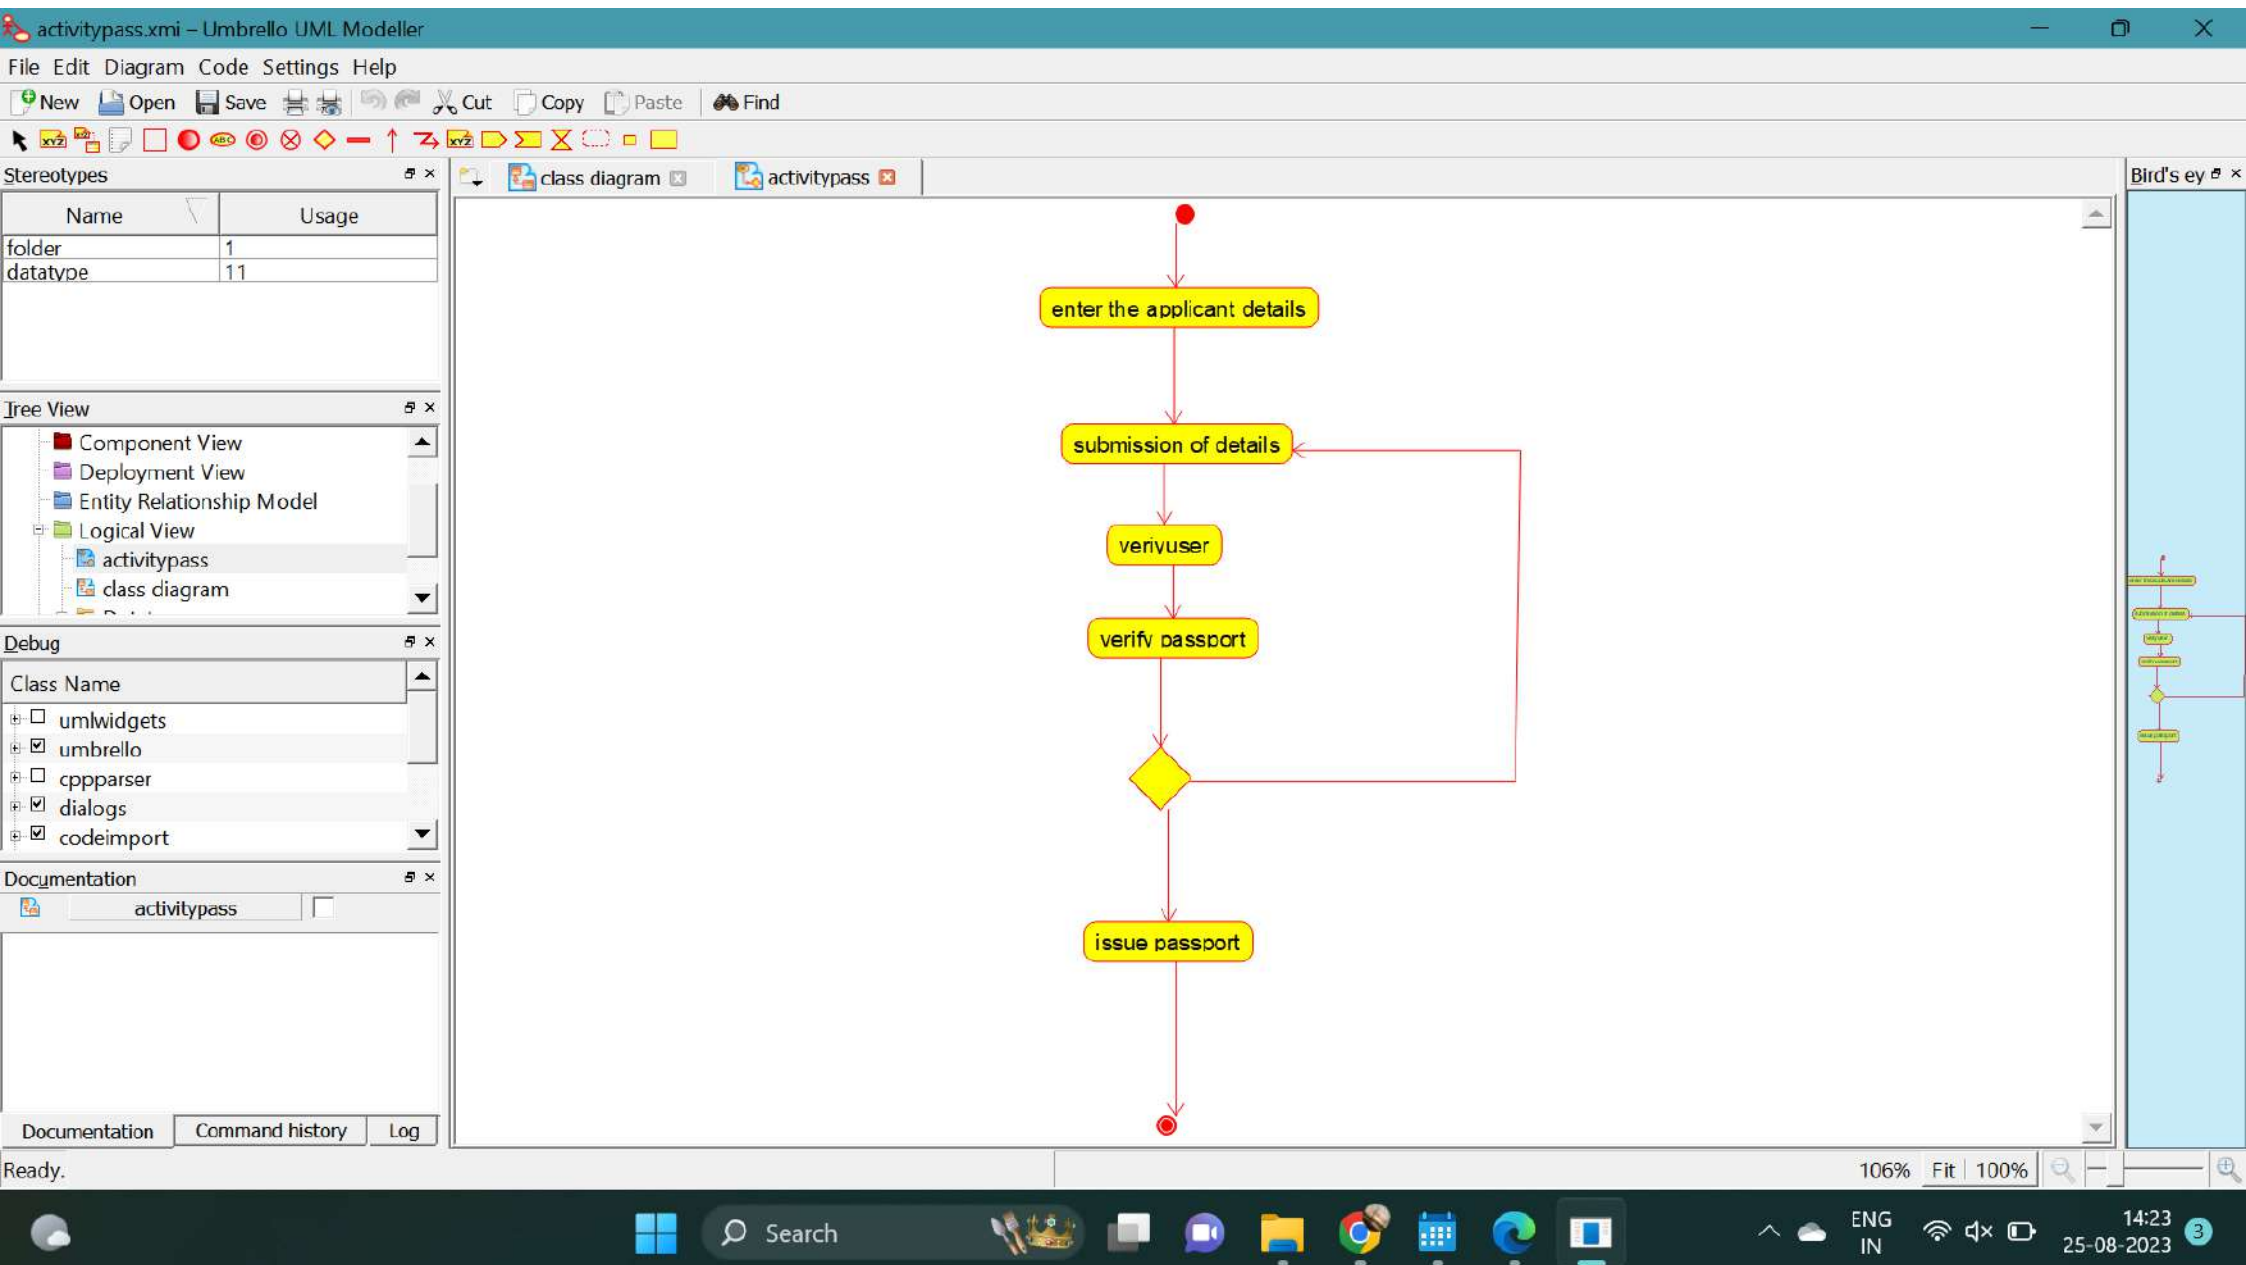 activitypass.xmi – Umbrello UML Modeller
File Edit Diagram Code Settings Help
New Open Save Cut Copy Paste Find
XYZ ABC XYZ
Stereotypes
Name Usage
folder 1
datatype 11
Tree View
Component View
Deployment View
Entity Relationship Model
Logical View
activitypass
class diagram
Debug
Class Name
umlwidgets
umbrello
cppparser
dialogs
codeimport
Documentation
activitypass
Documentation Command history Log
class diagram activitypass
enter the applicant details
submission of details
verivuser
verify passport
issue passport
Bird's ey
Ready.
106% Fit 100%
Search
ENG
IN
14:23
25-08-2023
3